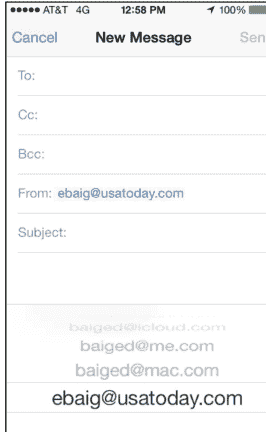 AT&T 4G 12:58 PM 100%
Cancel New Message Sen
To:
Cc:
Bcc:
From: ebaig@usatoday.com
Subject:
baiged@icloud.com
baiged@me.com
baiged@mac.com
ebaig@usatoday.com